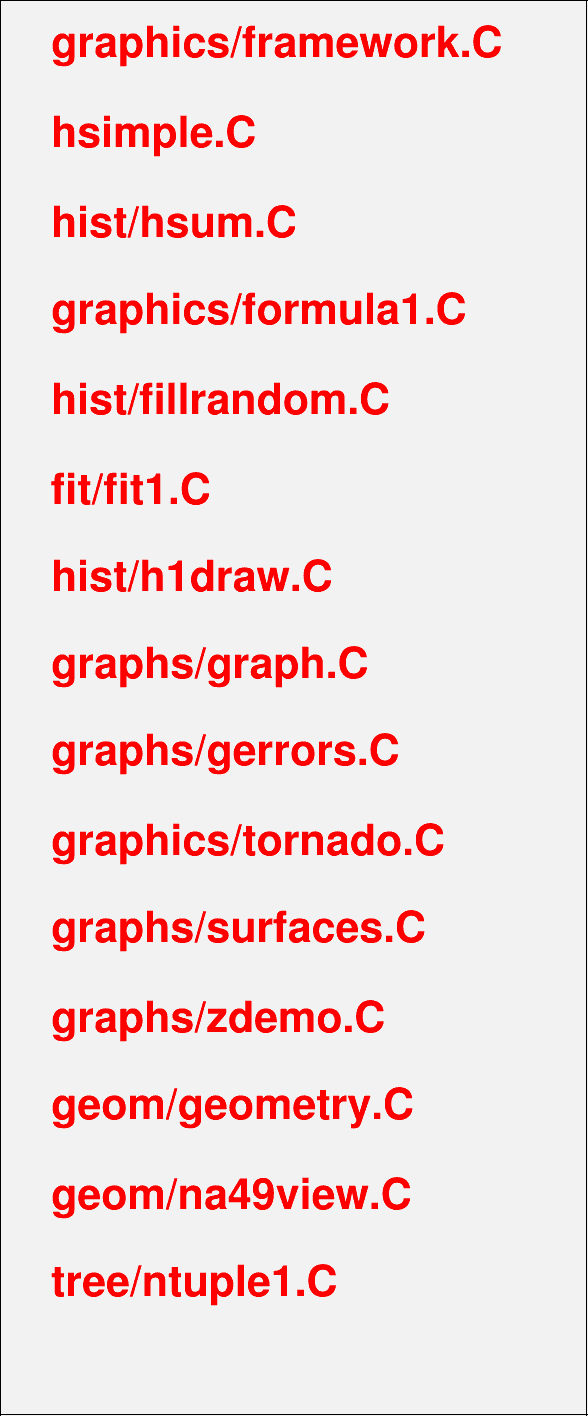 graphics/framework.C
hsimple.C
hist/hsum.C
graphics/formula1.C
hist/fillrandom.C
fit/fit1.C
hist/h1draw.C
graphs/graph.C
graphs/gerrors.C
graphics/tornado.C
graphs/surfaces.C
graphs/zdemo.C
geom/geometry.C
geom/na49view.C
tree/ntuple1.C